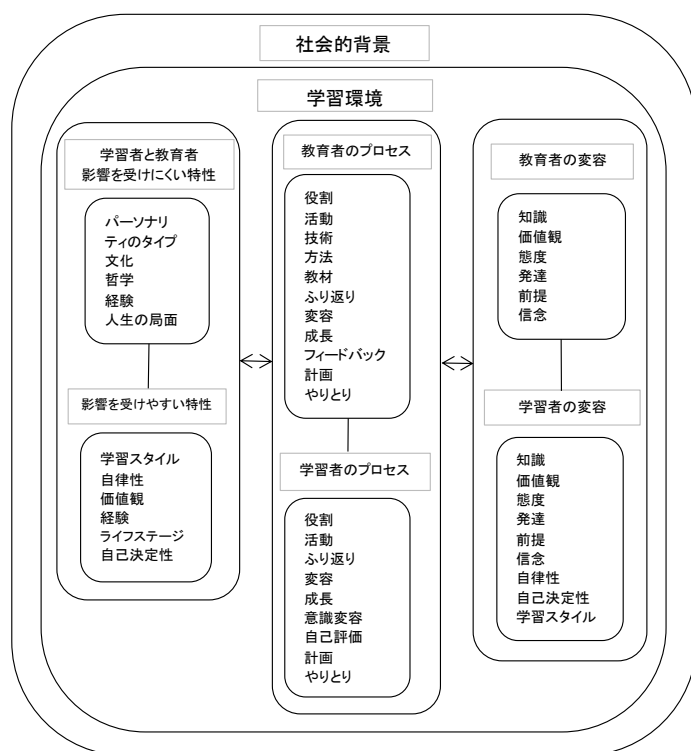 社会的背景
学習環境
学習者と教育者
影響を受けにくい特性
パーソナリ
ティのタイプ
文化
哲学
経験
人生の局面
影響を受けやすい特性
学習スタイル
自律性
価値観
経験
ライフステージ
自己決定性
教育者のプロセス
役割
活動
技術
方法
教材
ふり返り
変容
成長
フィードバック
計画
やりとり
学習者のプロセス
役割
活動
ふり返り
変容
成長
意識変容
自己評価
計画
やりとり
教育者の変容
知識
価値観
態度
発達
前提
信念
学習者の変容
知識
価値観
態度
発達
前提
信念
自律性
自己決定性
学習スタイル